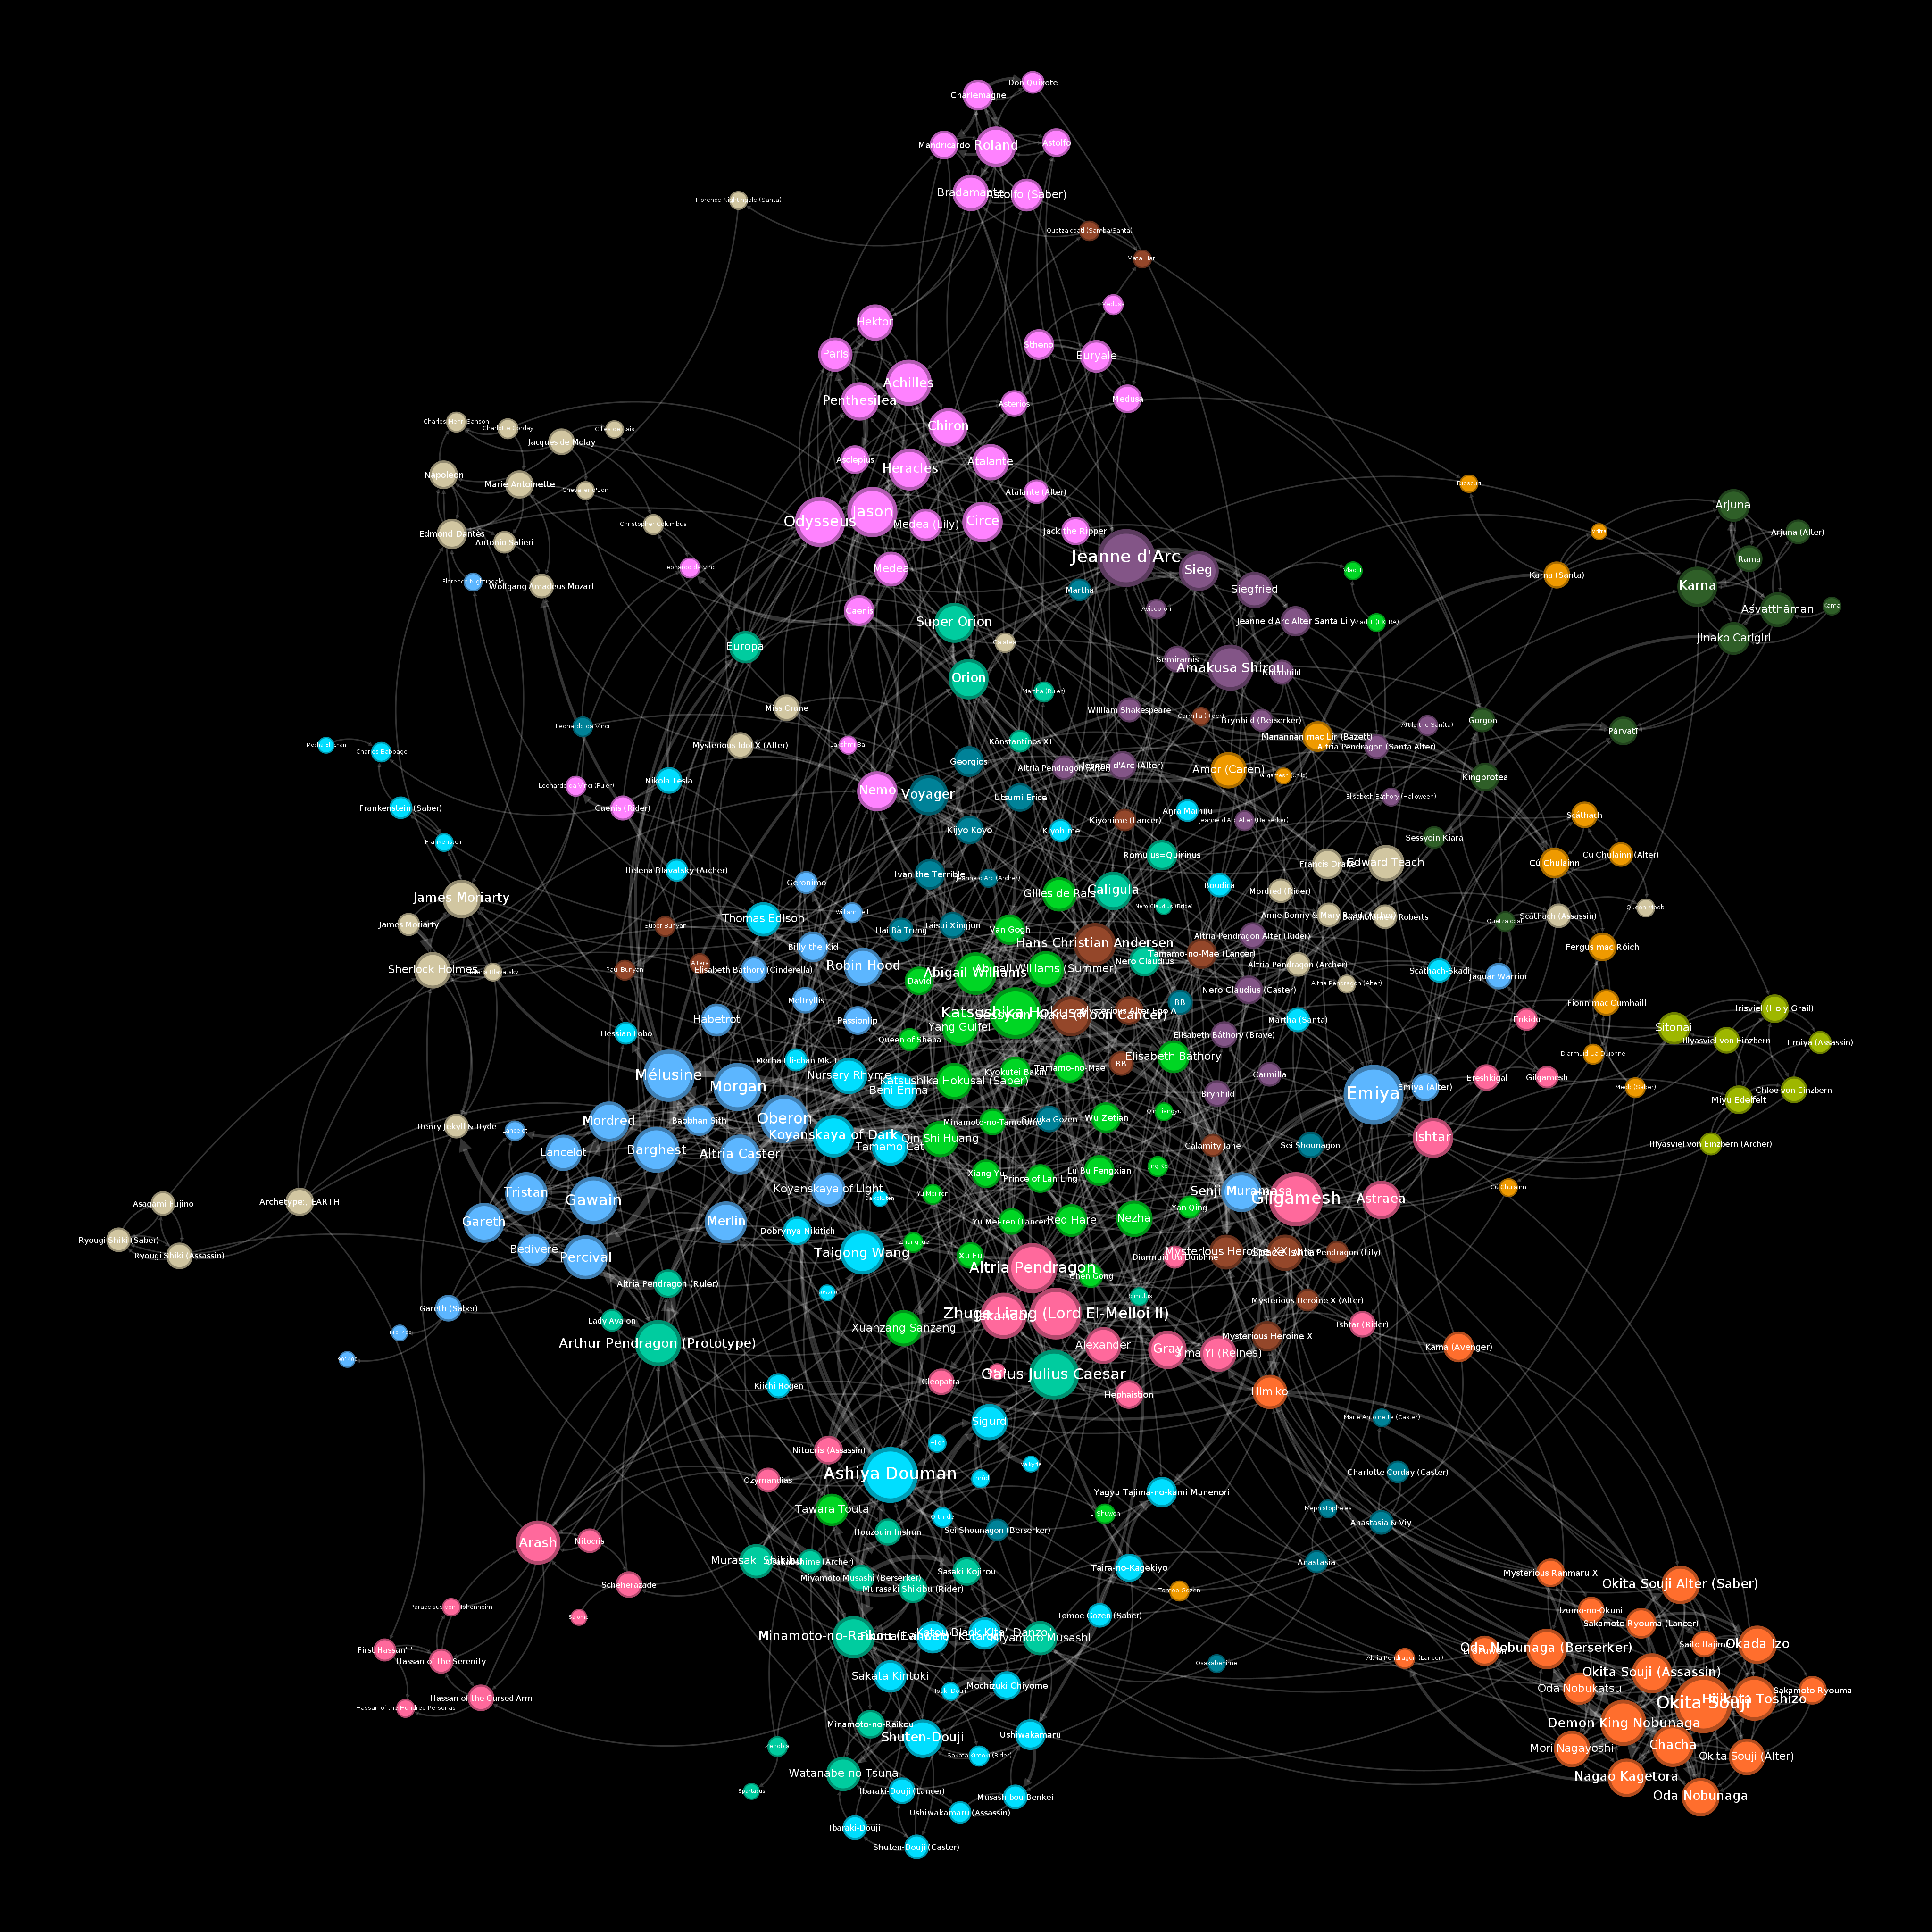 Don Quixote
Charlemagne
Mandricardo
Roland
Astolfo
Bradamante
Astolfo (Saber)
Florence Nightingale (Santa)
Quetzalcoatl (Samba/Santa)
Mata Hari
Medusa
Hektor
Stheno
Paris
Euryale
Achilles
Penthesilea
Medusa
Asterios
Charles-Henri Sanson
Charlotte Corday
Gilles de Rais
Chiron
Jacques de Molay
Asclepius
Atalante
Heracles
Napoleon
Marie Antoinette
Chevalier d'Eon
Dioscuri
Atalante (Alter)
Arjuna
Jason
Odysseus
Medea (Lily)
Circe
Christopher Columbus
Jack the Ripper
Edmond Dantès
Antonio Salieri
Arjuna (Alter)
Jeanne d'Arc
Rama
Leonardo da Vinci
Medea
Sieg
Vlad III
Karna (Santa)
Florence Nightingale
Wolfgang Amadeus Mozart
Karna
Martha
Siegfried
Avicebron
Asvatthāman
Kama
Caenis
Super Orion
Jeanne d'Arc Alter Santa Lily
Vlad III (EXTRA)
Jinako Carigiri
Europa
Semiramis
Amakusa Shirou
Kriemhild
Orion
Martha (Ruler)
Miss Crane
William Shakespeare
Carmilla (Rider)
Brynhild (Berserker)
Gorgon
Attila the San(ta)
Leonardo da Vinci
Pārvatī
Manannan mac Lir (Bazett)
Mysterious Idol X (Alter)
Lakshmi Bai
Kōnstantînos XI
Altria Pendragon (Santa Alter)
Mecha Eli-chan
Charles Babbage
Georgios
Altria Pendragon (Alter)
Jeanne d'Arc (Alter)
Amor (Caren)
Gilgamesh (Child)
Kingprotea
Nikola Tesla
Leonardo da Vinci (Ruler)
Nemo
Voyager
Utsumi Erice
Elisabeth Báthory (Halloween)
Frankenstein (Saber)
Caenis (Rider)
Angra Mainiiu
Scáthach
Kijyo Koyo
Kiyohime
Kiyohime (Lancer)
Jeanne d'Arc Alter (Berserker)
Sessyoin Kiara
Frankenstein
Romulus=Quirinus
Cú Chulainn (Alter)
Francis Drake
Edward Teach
Cú Chulainn
Helena Blavatsky (Archer)
Ivan the Terrible
Jeanne d'Arc (Archer)
Geronimo
Boudica
Caligula
Gilles de Rais
Mordred (Rider)
James Moriarty
Nero Claudius (Bride)
William Tell
Queen Medb
Anne Bonny & Mary Read (Archer)
Bartholomew Roberts
Scáthach (Assassin)
Thomas Edison
Quetzalcoatl
James Moriarty
Super Bunyan
Hai Bà Trưng
Taisui Xingjun
Van Gogh
Altria Pendragon Alter (Rider)
Hans Christian Andersen
Billy the Kid
Fergus mac Róich
Tamamo-no-Mae (Lancer)
Nero Claudius
Altria Pendragon (Archer)
Robin Hood
Altera
Paul Bunyan
Elisabeth Báthory (Cinderella)
Abigail Williams (Summer)
Sherlock Holmes
Scáthach-Skadi
Abigail Williams
Jaguar Warrior
David
Altria Pendragon (Alter)
Nero Claudius (Caster)
Meltryllis
BB
Fionn mac Cumhaill
Irisviel (Holy Grail)
Katsushika Hokusai
Sessyoin Kiara (Moon Cancer)
Mysterious Alter Ego Λ
Habetrot
Passionlip
Martha (Santa)
Enkidu
Yang Guifei
Sitonai
Hessian Lobo
Queen of Sheba
Elisabeth Báthory (Brave)
Illyasviel von Einzbern
Emiya (Assassin)
Diarmuid Ua Duibhne
Elisabeth Báthory
Mecha Eli-chan Mk.II
BB
Tamamo-no-Mae
Kyokutei Bakin
Mélusine
Nursery Rhyme
Carmilla
Ereshkigal
Gilgamesh
Katsushika Hokusai (Saber)
Morgan
Beni-Enma
Emiya (Alter)
Medb (Saber)
Chloe von Einzbern
Brynhild
Emiya
Miyu Edelfelt
Qin Liangyu
Oberon
Baobhan Sith
Mordred
Suzuka Gozen
Minamoto-no-Tametomo
Wu Zetian
Henry Jekyll & Hyde
Lancelot
Koyanskaya of Dark
Qin Shi Huang
Ishtar
Illyasviel von Einzbern (Archer)
Calamity Jane
Sei Shounagon
Tamamo Cat
Barghest
Lancelot
Altria Caster
Jing Ke
Lu Bu Fengxian
Xiang Yu
Prince of Lan Ling
Koyanskaya of Light
Cú Chulainn
Tristan
Senji Muramasa
Yu Mei-ren
Gilgamesh
Astraea
Gawain
Archetype: EARTH
Asagami Fujino
Yan Qing
Nezha
Merlin
Gareth
Yu Mei-ren (Lancer)
Red Hare
Dobrynya Nikitich
Ryougi Shiki (Saber)
Zhang Jue
Bedivere
Taigong Wang
Mysterious Heroine XX
Space Ishtar
Altria Pendragon (Lily)
Ryougi Shiki (Assassin)
Xu Fu
Diarmuid Ua Duibhne
Percival
Altria Pendragon
Chen Gong
Altria Pendragon (Ruler)
Romulus
Mysterious Heroine X (Alter)
Gareth (Saber)
Zhuge Liang (Lord El-Melloi II)
Iskandar
Lady Avalon
Ishtar (Rider)
Xuanzang Sanzang
Arthur Pendragon (Prototype)
Mysterious Heroine X
Alexander
Gray
Sima Yi (Reines)
Kama (Avenger)
Gaius Julius Caesar
Cleopatra
Kiichi Hogen
Himiko
Hephaistion
Marie Antoinette (Caster)
Sigurd
Hildr
Nitocris (Assassin)
Valkyrie
Ashiya Douman
Charlotte Corday (Caster)
Thrúd
Ozymandias
Yagyu Tajima-no-kami Munenori
Tawara Touta
Mephistopheles
Li Shuwen
Ortlinde
Anastasia & Viy
Sei Shounagon (Berserker)
Houzouin Inshun
Arash
Nitocris
Murasaki Shikibu
Osakabehime (Archer)
Anastasia
Taira-no-Kagekiyo
Sasaki Kojirou
Mysterious Ranmaru X
Miyamoto Musashi (Berserker)
Scheherazade
Okita Souji Alter (Saber)
Murasaki Shikibu (Rider)
Tomoe Gozen
Paracelsus von Hohenheim
Izumo-no-Okuni
Salome
Tomoe Gozen (Saber)
Sakamoto Ryouma (Lancer)
Minamoto-no-Raikou (Lancer)
Katou "Black Kite" Danzo
Miyamoto Musashi
Saito Hajime
Okada Izo
First Hassan""
Oda Nobunaga (Berserker)
Li Shuwen
Altria Pendragon (Lancer)
Hassan of the Serenity
Osakabehime
Okita Souji (Assassin)
Sakata Kintoki
Mochizuki Chiyome
Oda Nobukatsu
Sakamoto Ryouma
Hassan of the Cursed Arm
Okita Souji
Hijikata Toshizo
Hassan of the Hundred Personas
Minamoto-no-Raikou
Demon King Nobunaga
Ushiwakamaru
Shuten-Douji
Chacha
Zenobia
Mori Nagayoshi
Sakata Kintoki (Rider)
Okita Souji (Alter)
Watanabe-no-Tsuna
Nagao Kagetora
Spartacus
Ibaraki-Douji (Lancer)
Oda Nobunaga
Musashibou Benkei
Ushiwakamaru (Assassin)
Ibaraki-Douji
Shuten-Douji (Caster)